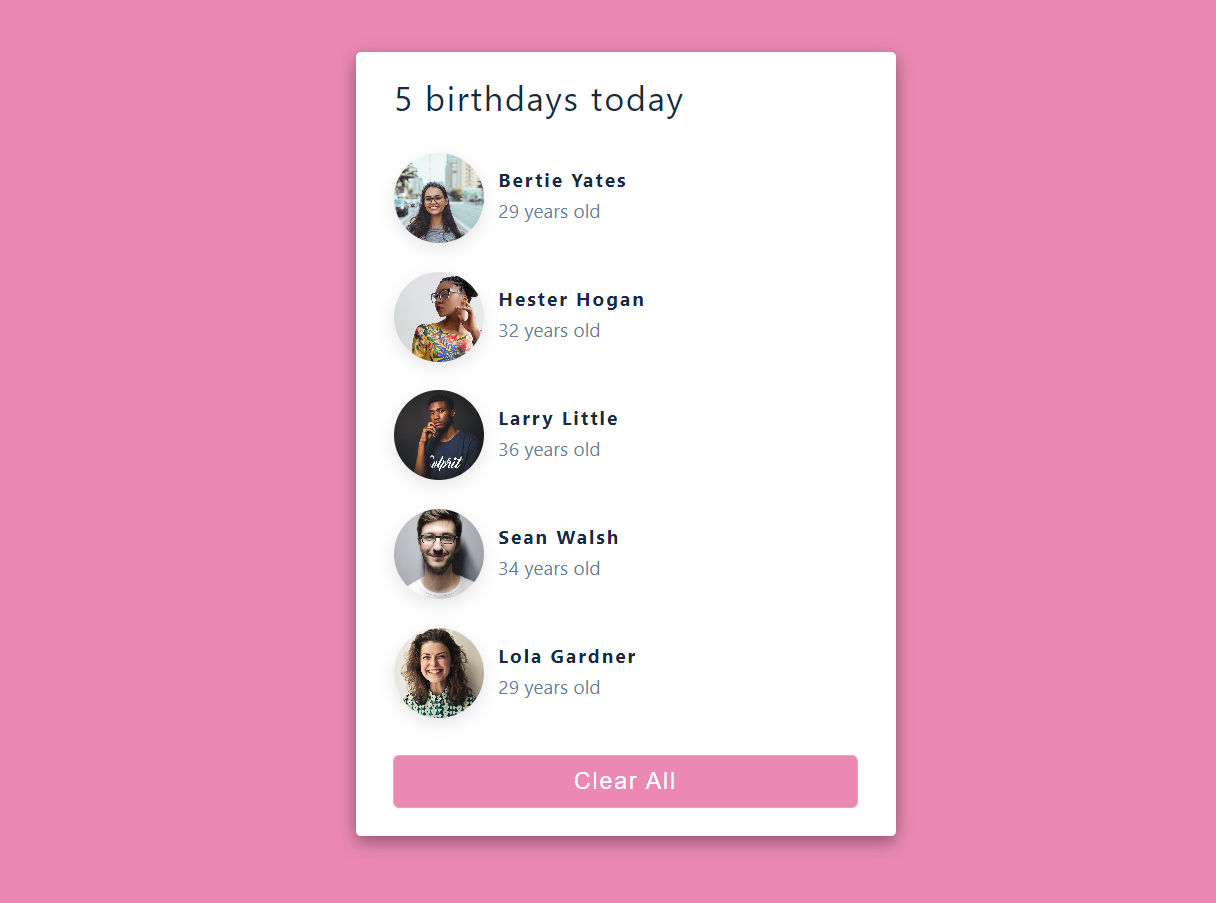 5 birthdays today
Bertie Yates
29 years old
Hester Hogan
32 years old
Larry Little
36 years old
Sean Walsh
34 years old
Lola Gardner
29 years old
Clear All